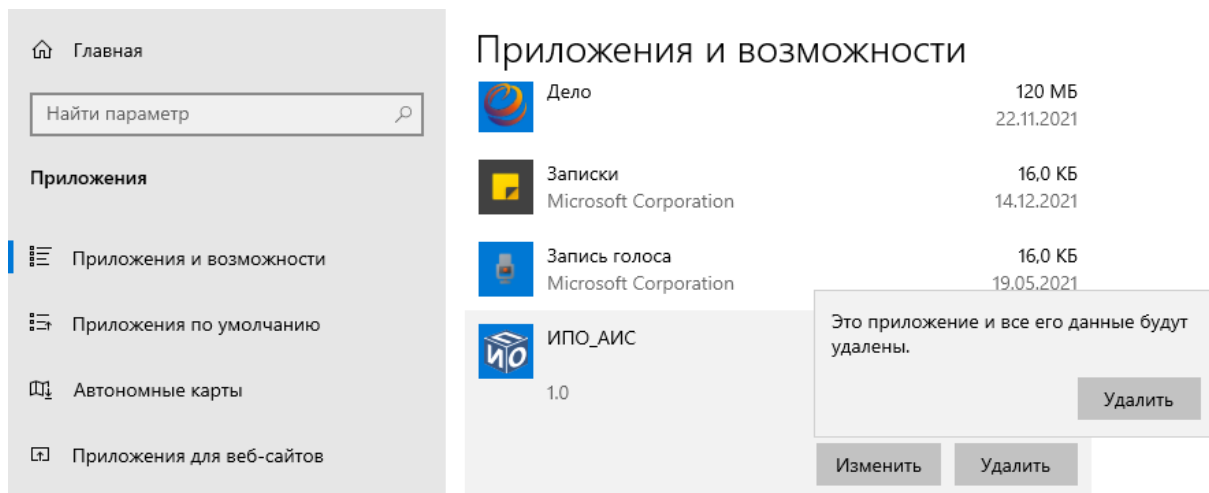 Главная
Найти параметр
Приложения
Приложения и возможности
Приложения по умолчанию
Автономные карты
Приложения для веб-сайтов
Приложения и возможности
Дело 120 МБ
22.11.2021
Записки 16,0 КБ
Microsoft Corporation 14.12.2021
Запись голоса 16,0 КБ
Microsoft Corporation 19.05.2021
ИПО
ИПО_АИС
1.0
Это приложение и все его данные будут
удалены.
Удалить
Изменить Удалить